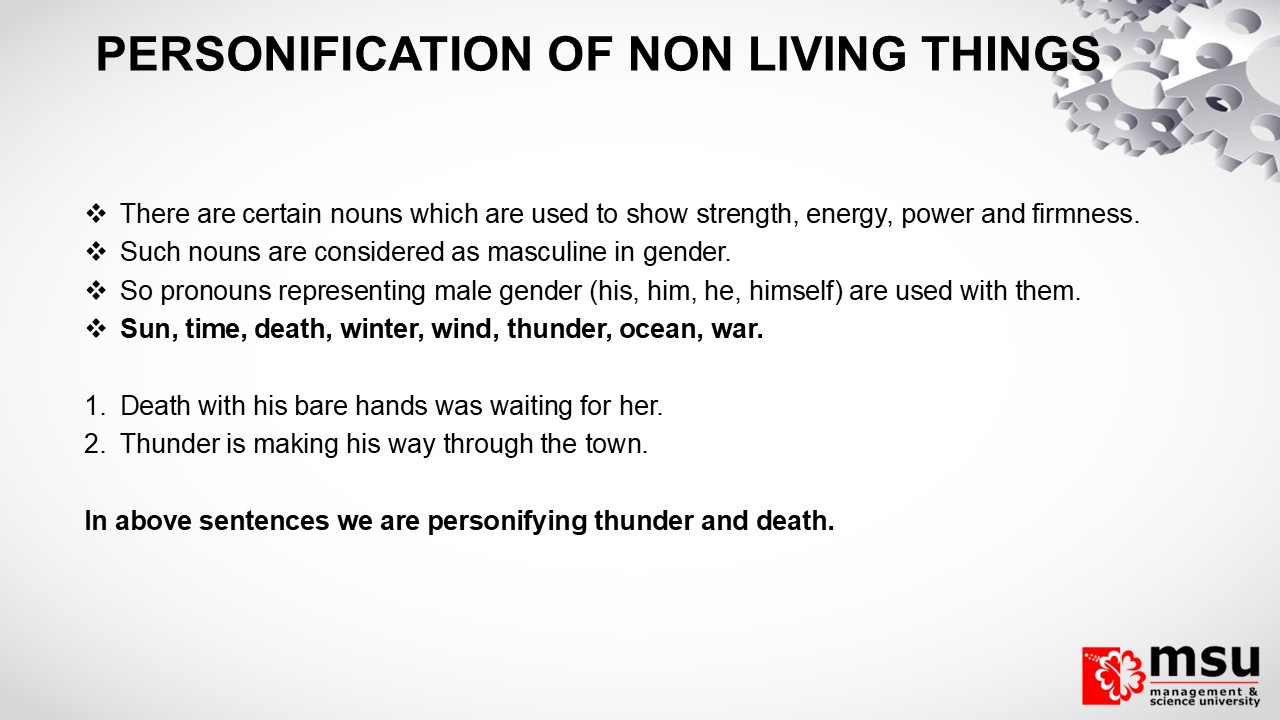 PERSONIFICATION OF NON LIVING THINGS
❖ There are certain nouns which are used to show strength, energy, power and firmness.
❖ Such nouns are considered as masculine in gender.
❖ So pronouns representing male gender (his, him, he, himself) are used with them.
❖ Sun, time, death, winter, wind, thunder, ocean, war.
1. Death with his bare hands was waiting for her.
2. Thunder is making his way through the town.
In above sentences we are personifying thunder and death.
msu
management &
science university